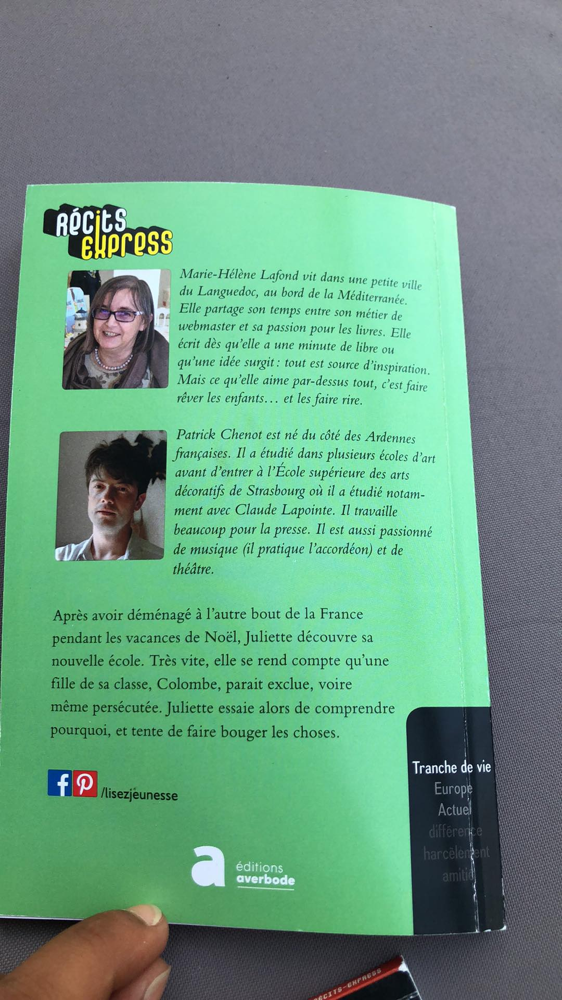 Récits
express
Marie-Hélène Lafond vit dans une petite ville
du Languedoc, au bord de la Méditerranée.
Elle partage son temps entre son métier de
webmaster et sa passion pour les livres. Elle
écrit dès qu'elle a une minute de libre ou
qu'une idée surgit : tout est source d'inspiration.
Mais ce qu'elle aime par-dessus tout, c'est faire
rêver les enfants... et les faire rire.
Patrick Chenot est né du côté des Ardennes
françaises. Il a étudié dans plusieurs écoles d'art
avant d'entrer à l'École supérieure des arts
décoratifs de Strasbourg où il a étudié notam-
ment avec Claude Lapointe. Il travaille
beaucoup pour la presse. Il est aussi passionné
de musique (il pratique l'accordéon) et de
théâtre.
Après avoir déménagé à l'autre bout de la France
pendant les vacances de Noël, Juliette découvre sa
nouvelle école. Très vite, elle se rend compte qu'une
fille de sa classe, Colombe, parait exclue, voire
même persécutée. Juliette essaie alors de comprendre
pourquoi, et tente de faire bouger les choses.
/lisezjeunesse
Tranche de vie
Europe
Actuel
différence
harcèlement
amitié
a éditions
averbode
RÉCITS-EXPRESS